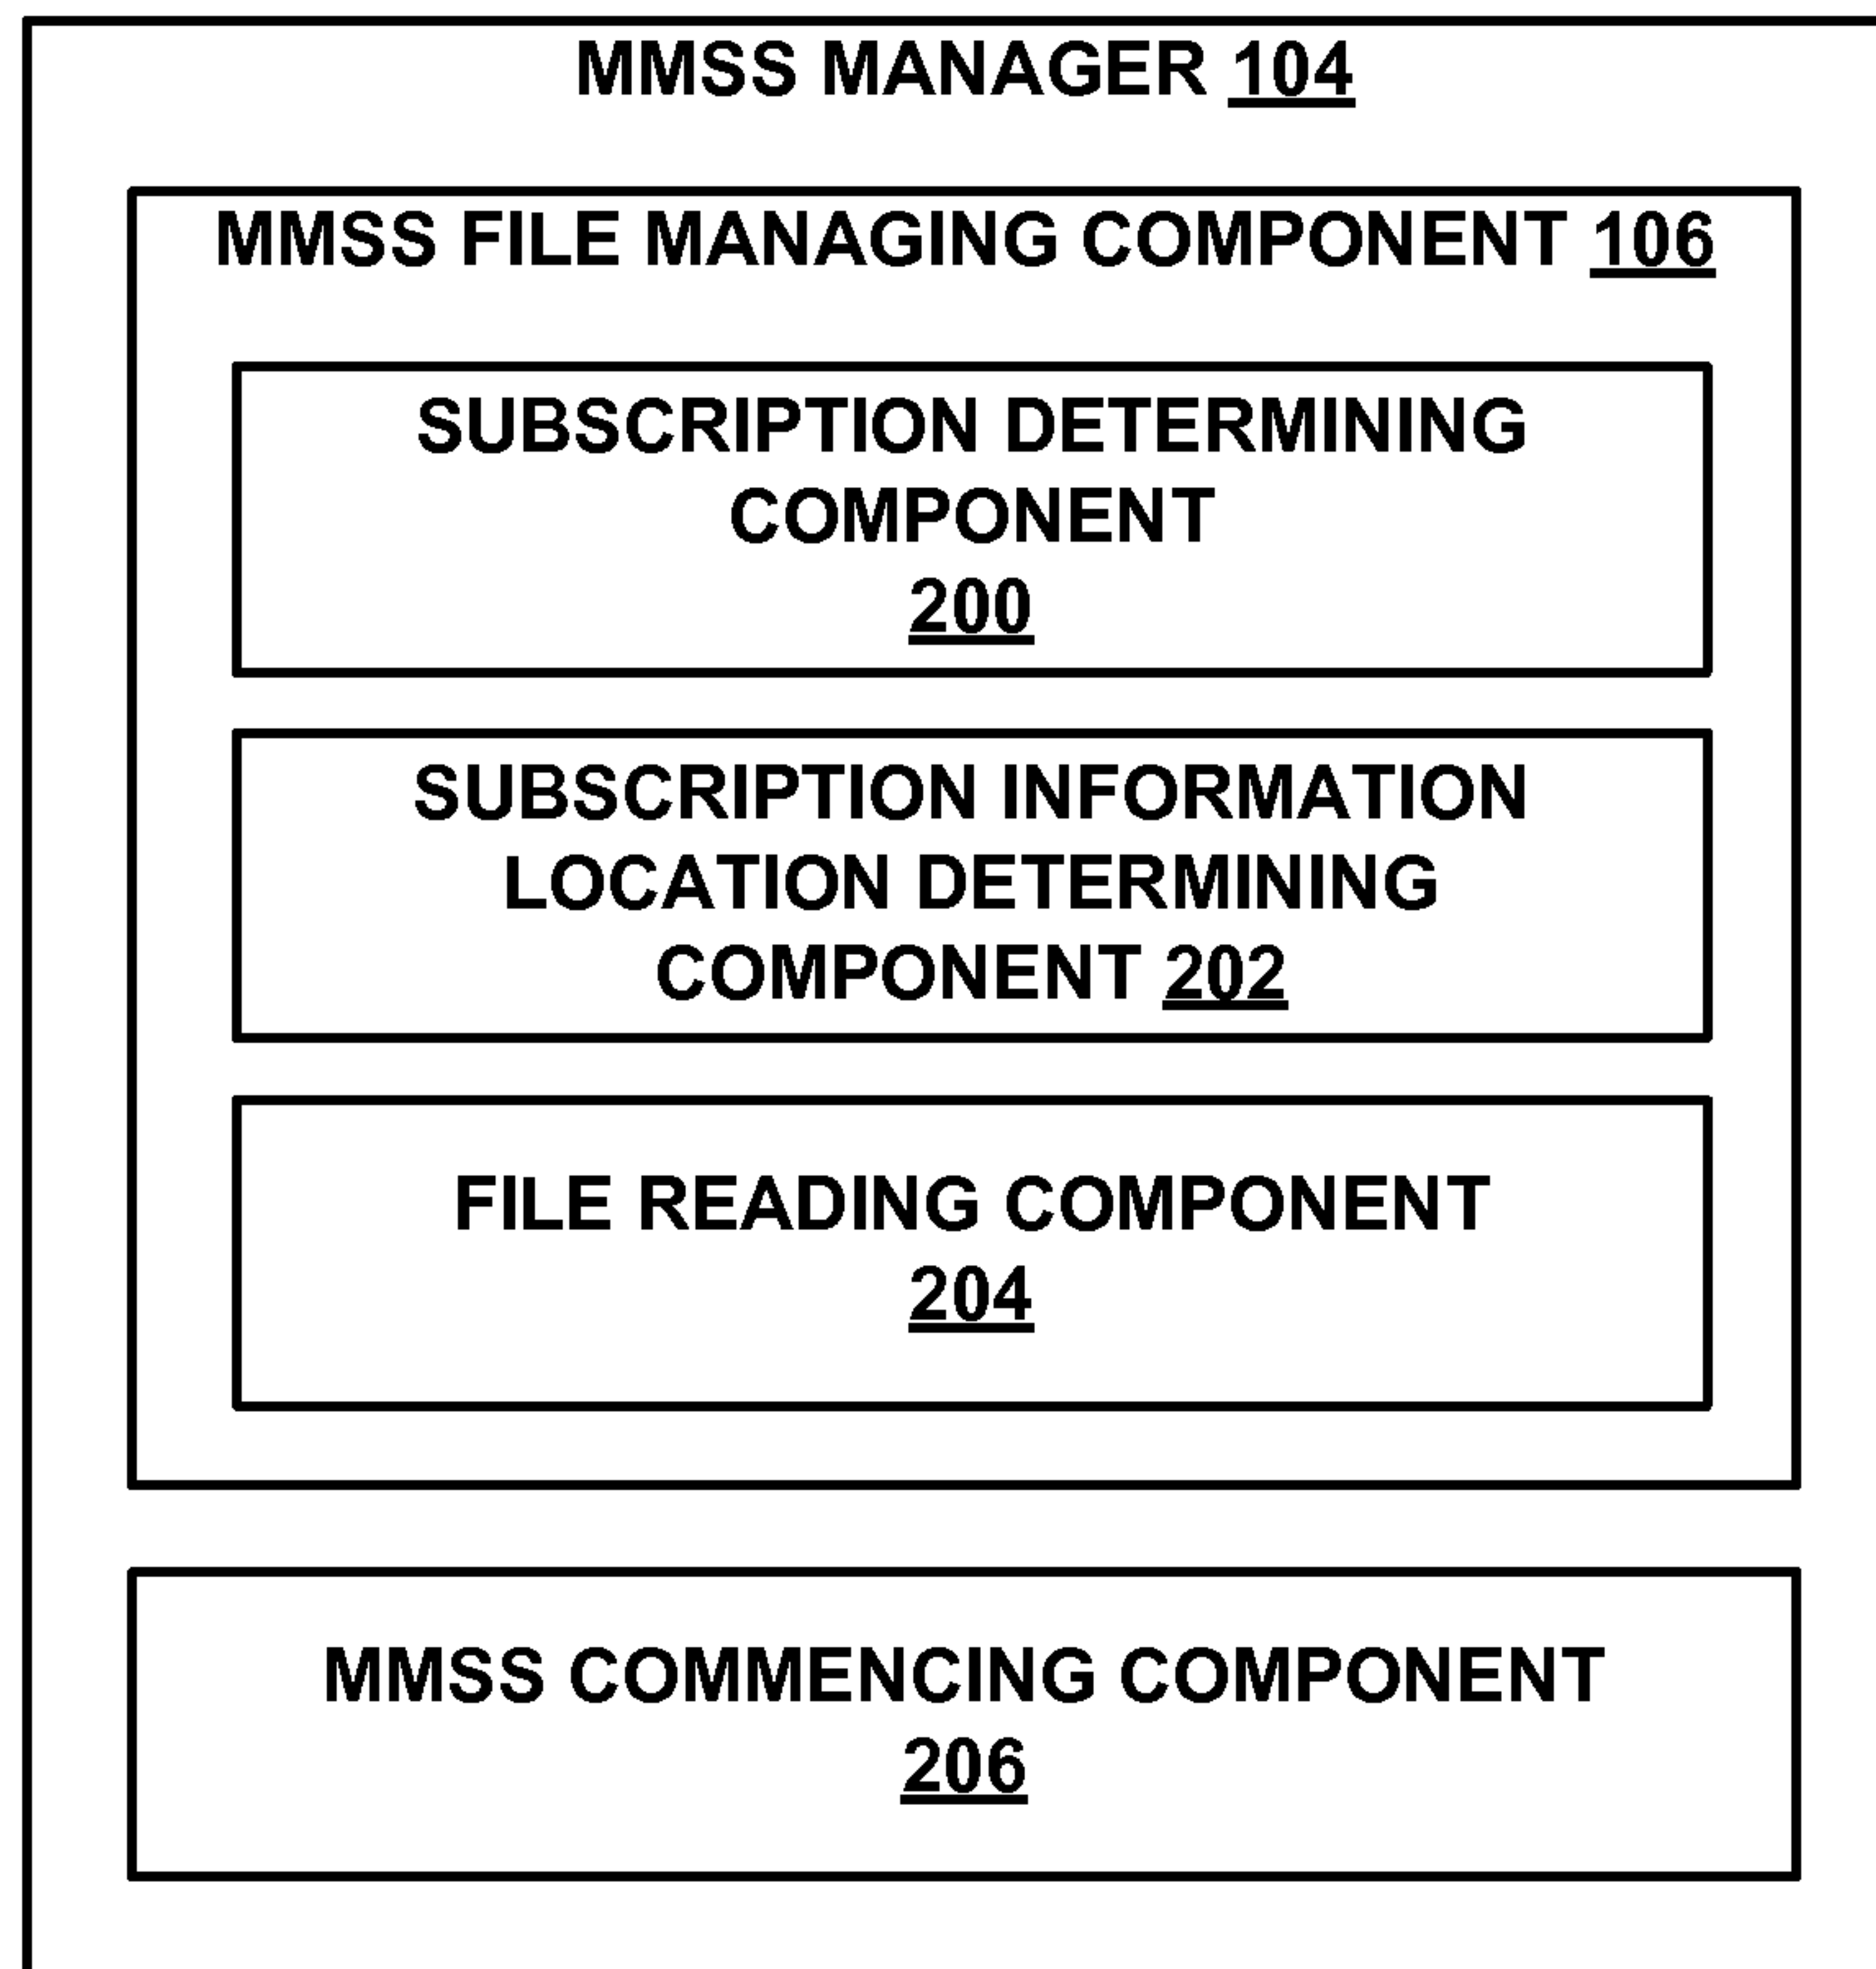 MMSS MANAGER 104
MMSS FILE MANAGING COMPONENT 106
SUBSCRIPTION DETERMINING
COMPONENT
200
SUBSCRIPTION INFORMATION
LOCATION DETERMINING
COMPONENT 202
FILE READING COMPONENT
204
MMSS COMMENCING COMPONENT
206